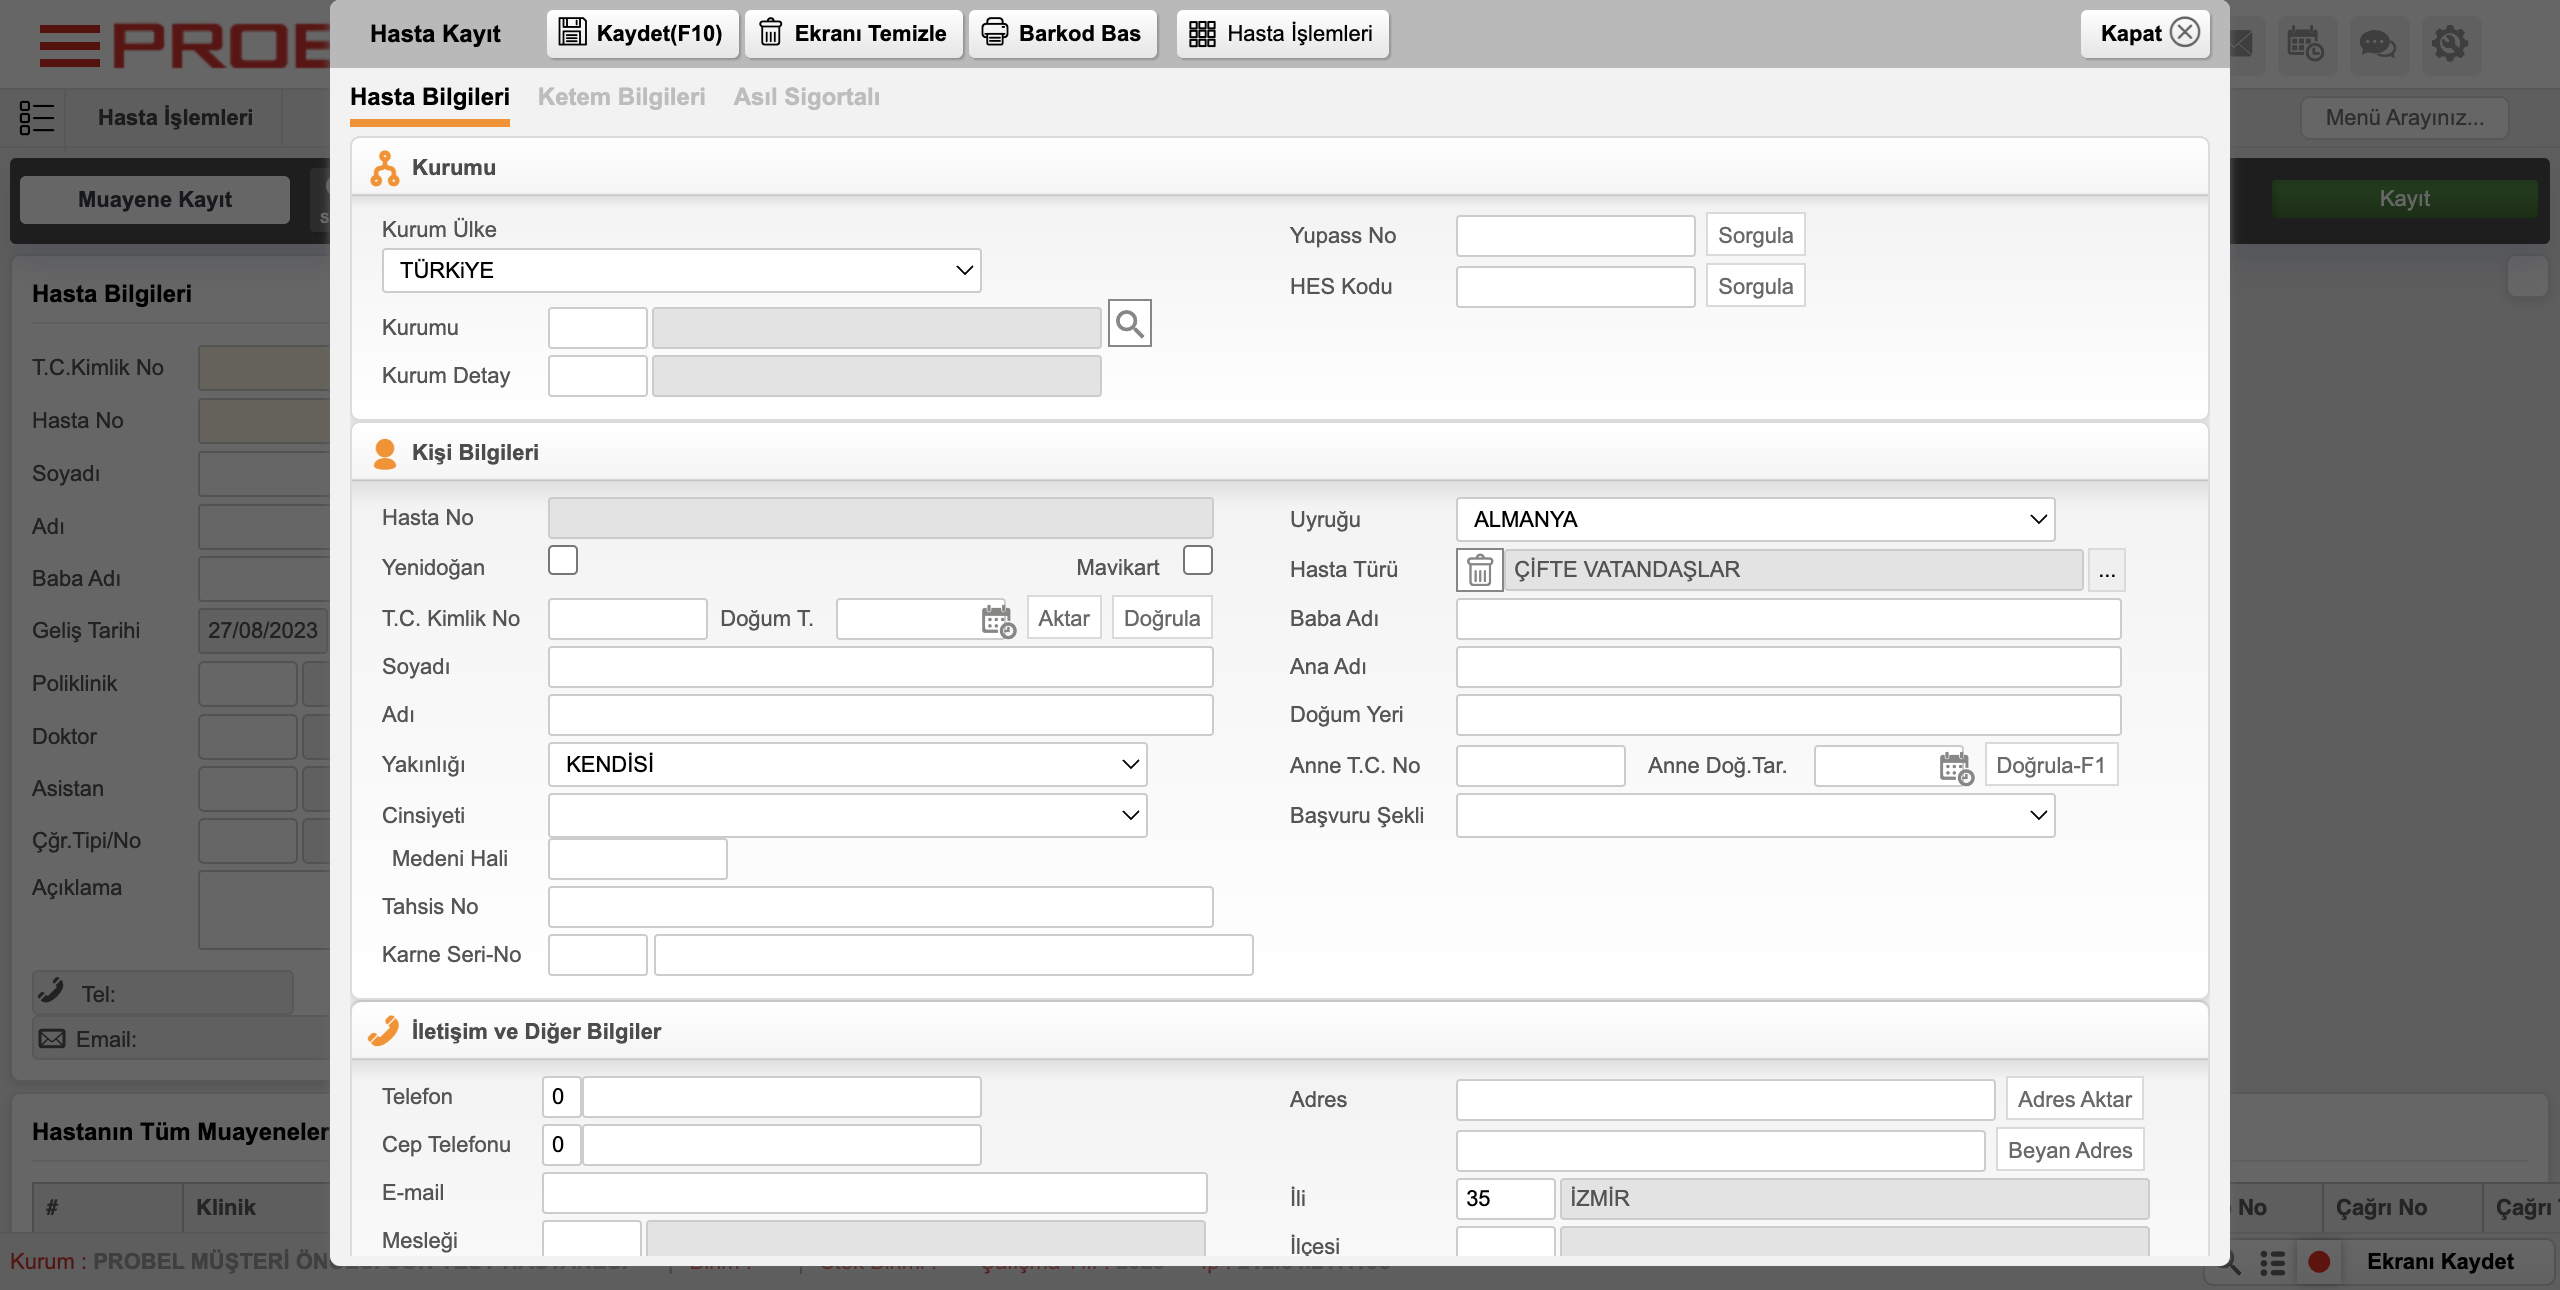 Hasta Kayıt
Kaydet(F10)
Ekranı Temizle
Barkod Bas
Hasta İşlemleri
Kapat
Hasta Bilgileri
Ketem Bilgileri
Asıl Sigortalı
Hasta İşlemleri
Menü Arayınız...
Muayene Kayıt
Kayıt
Kurumu
Kurum Ülke
TÜRKiYE
Yupass No
Sorgula
HES Kodu
Sorgula
Kurumu
Kurum Detay
Kişi Bilgileri
Hasta No
Uyruğu
ALMANYA
Yenidoğan
Mavikart
Hasta Türü
ÇİFTE VATANDAŞLAR
...
T.C. Kimlik No
Doğum T.
Aktar
Doğrula
Baba Adı
Soyadı
Ana Adı
Adı
Doğum Yeri
Yakınlığı
KENDİSİ
Anne T.C. No
Anne Doğ.Tar.
Doğrula-F1
Cinsiyeti
Başvuru Şekli
Medeni Hali
Tahsis No
Karne Seri-No
İletişim ve Diğer Bilgiler
Telefon
0
Adres
Adres Aktar
Cep Telefonu
0
Beyan Adres
E-mail
İli
35
İZMİR
Mesleği
İlçesi
Hasta Bilgileri
T.C.Kimlik No
Hasta No
Soyadı
Adı
Baba Adı
Geliş Tarihi
27/08/2023
Poliklinik
Doktor
Asistan
Çğr.Tipi/No
Açıklama
Tel:
Email:
Hastanın Tüm Muayeneler
#
Klinik
No
Çağrı No
Çağrı
Kurum : PROBEL MÜŞTERİ
Ekranı Kaydet